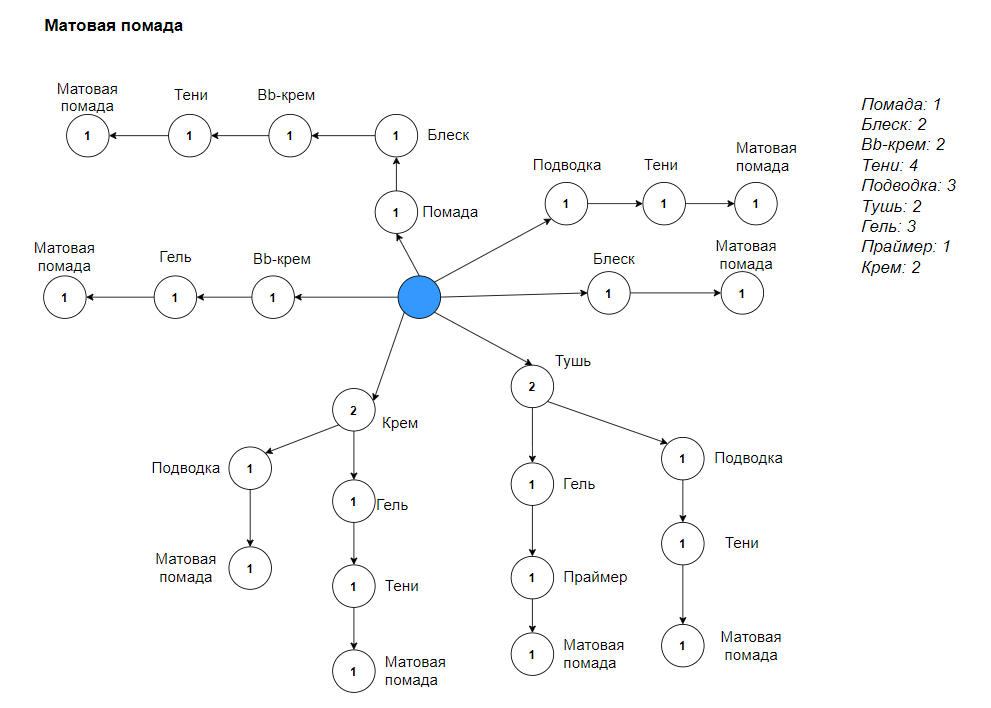 Матовая помада
Матовая
помада
Тени
Bb-крем
1
1
1
1
Блеск
Помада: 1
Блеск: 2
Bb-крем: 2
Тени: 4
Подводка: 3
Тушь: 2
Гель: 3
Праймер: 1
Крем: 2
Подводка
Тени
Матовая
помада
1
1
1
1
Помада
Матовая
помада
Гель
Bb-крем
1
1
1
Блеск
Матовая
помада
1
1
Тушь
2
2
Крем
Подводка
1
1
Гель
1
Гель
1
Подводка
Матовая
помада
1
1
Тени
1
Праймер
1
Тени
1
Матовая
помада
1
Матовая
помада
1
Матовая
помада